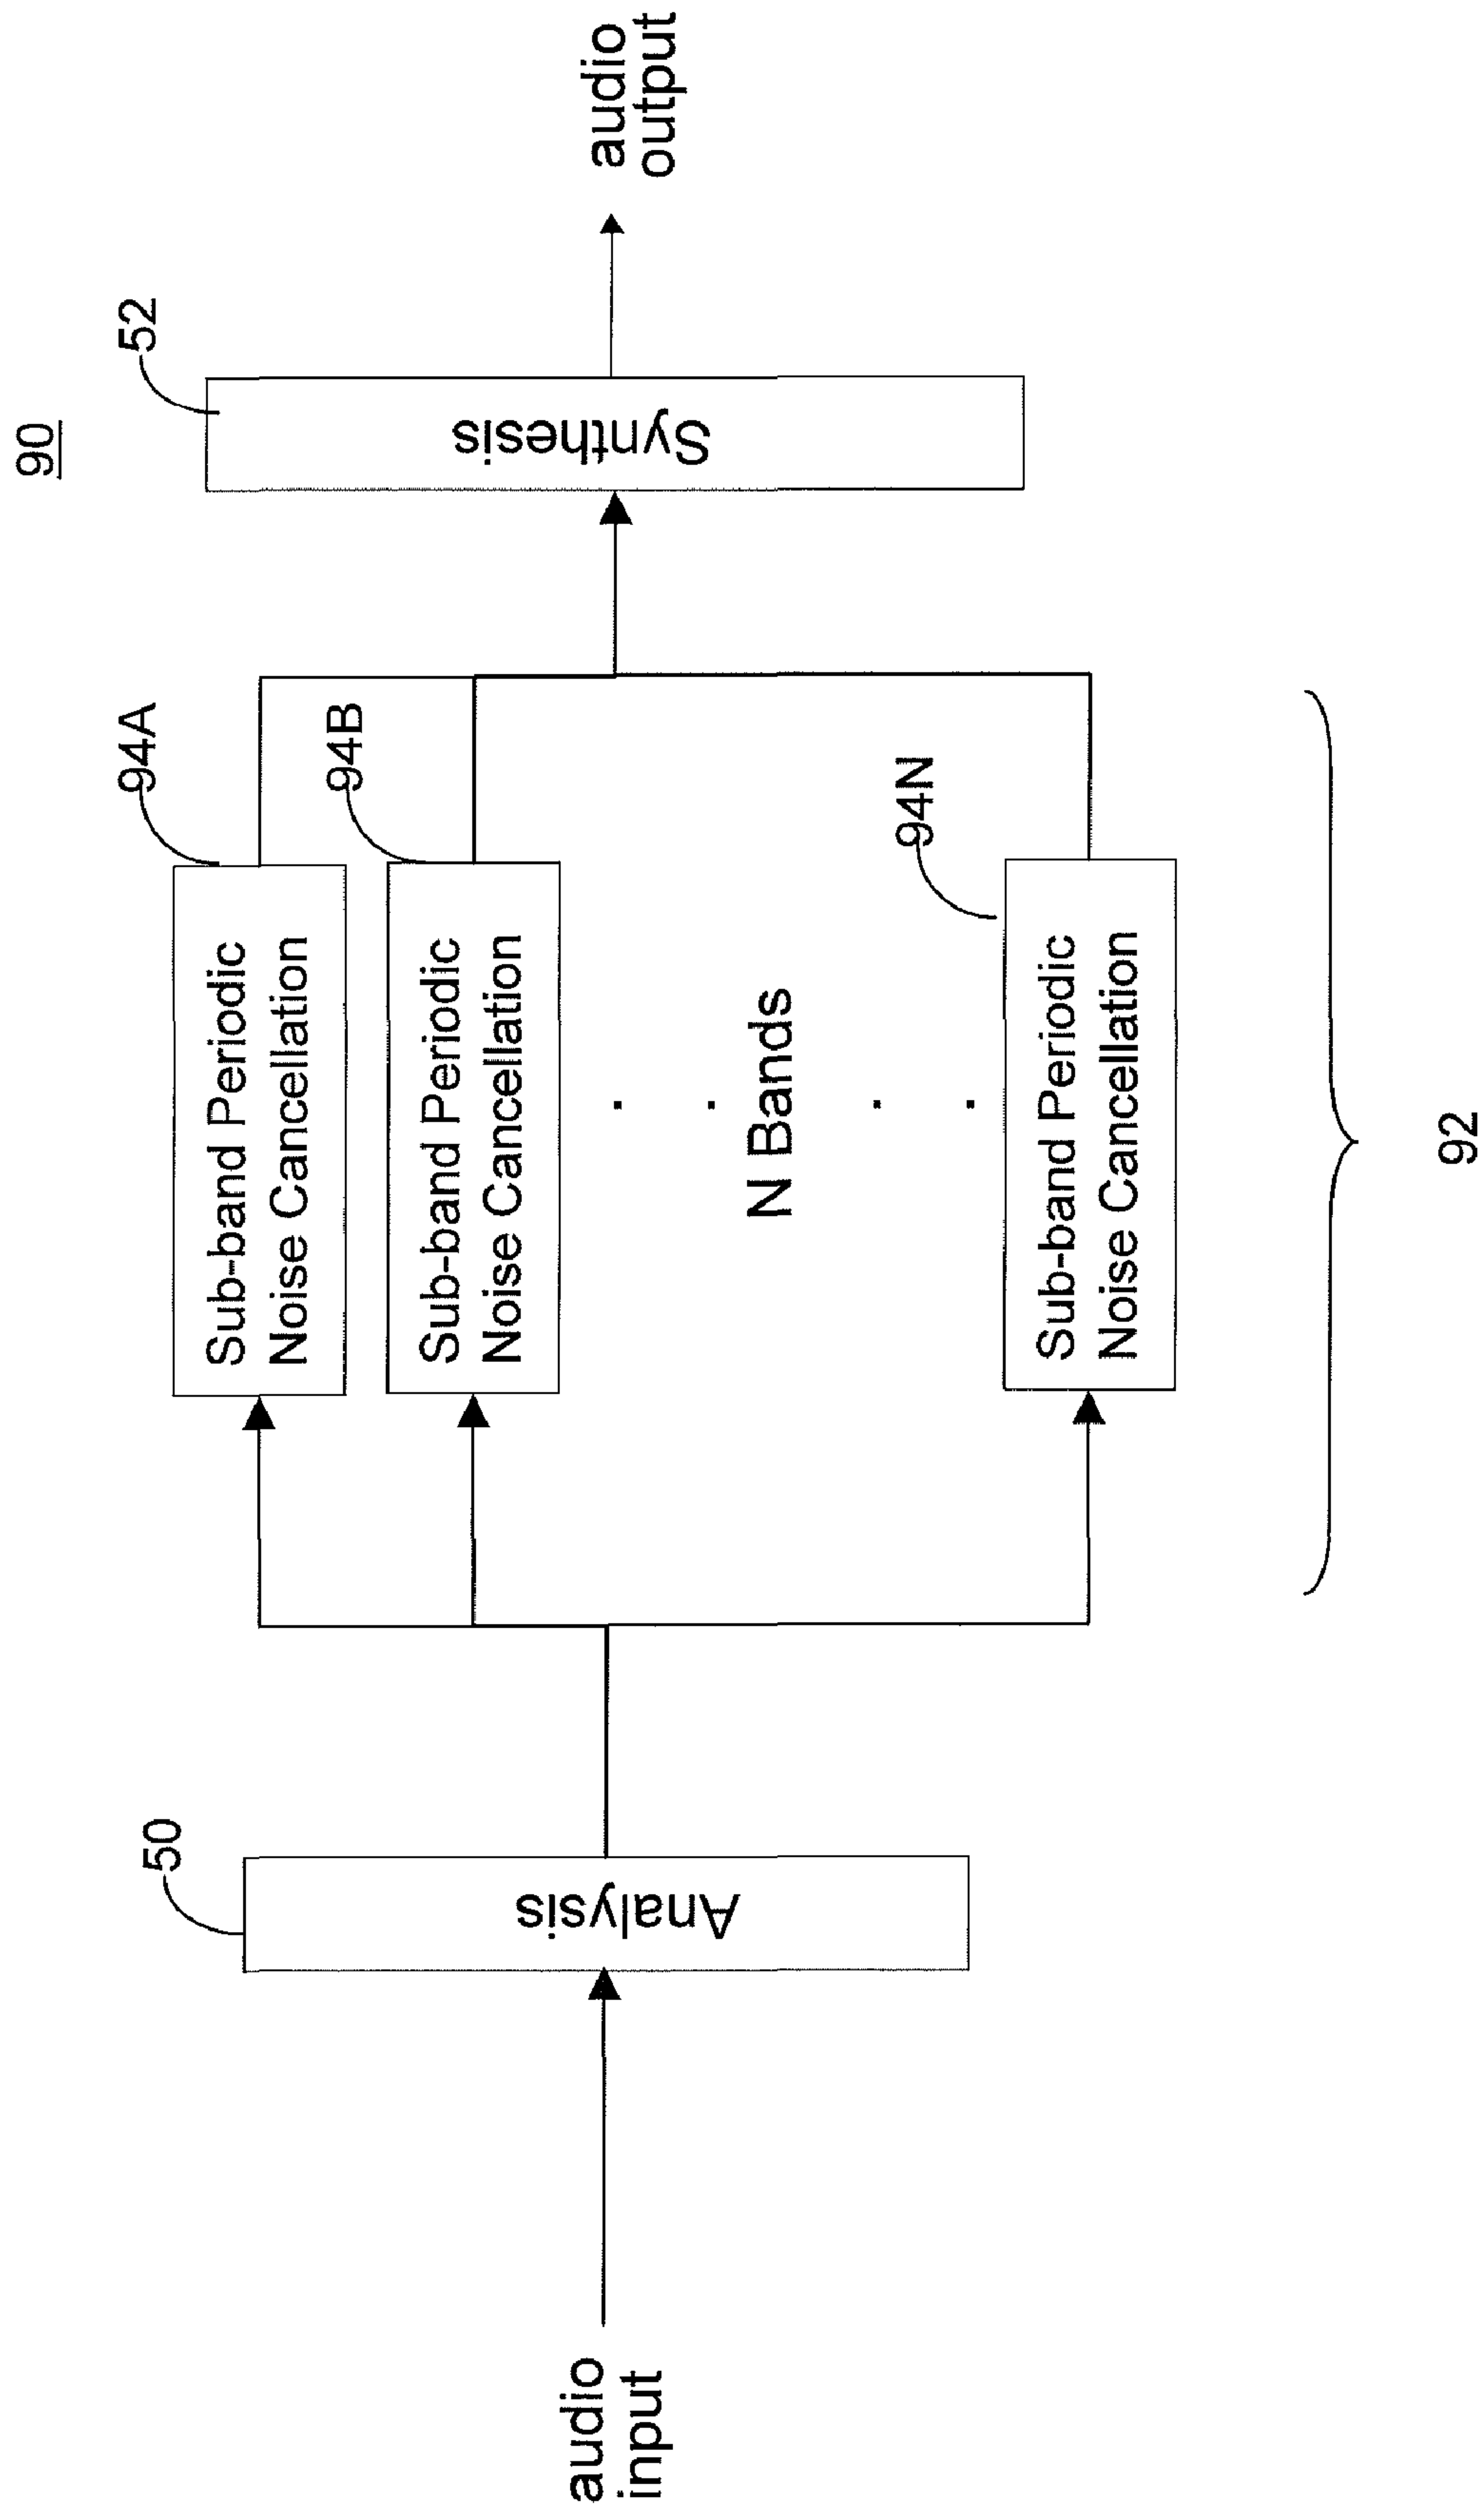 90
audio
input
50
Analysis
94A
Sub-band Periodic
Noise Cancellation
94B
Sub-band Periodic
Noise Cancellation
N Bands
94N
Sub-band Periodic
Noise Cancellation
92
52
Synthesis
audio
output